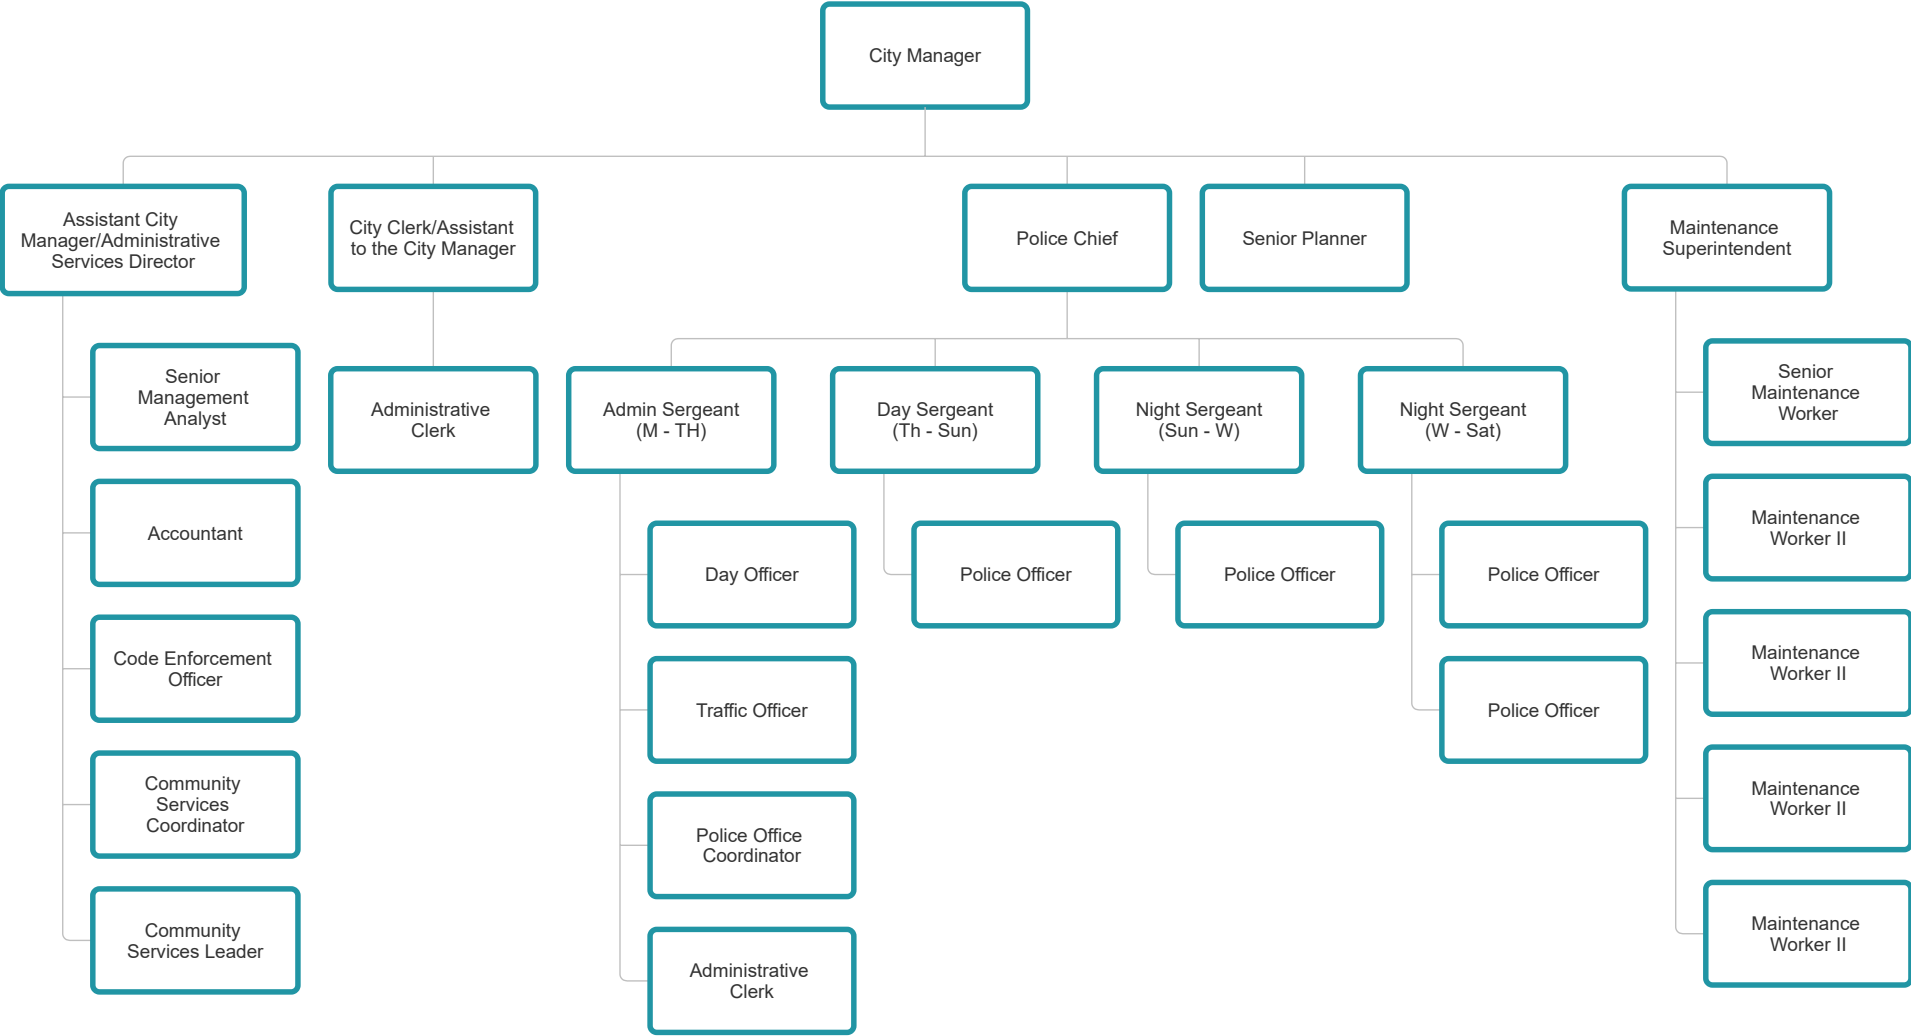 City Manager
Assistant City
Manager/Administrative
Services Director
City Clerk/Assistant
to the City Manager
Police Chief
Senior Planner
Maintenance
Superintendent
Senior
Management
Analyst
Accountant
Code Enforcement
Officer
Community
Services
Coordinator
Community
Services Leader
Administrative
Clerk
Admin Sergeant
(M - TH)
Day Officer
Traffic Officer
Police Office
Coordinator
Administrative
Clerk
Day Sergeant
(Th - Sun)
Police Officer
Night Sergeant
(Sun - W)
Police Officer
Night Sergeant
(W - Sat)
Police Officer
Police Officer
Senior
Maintenance
Worker
Maintenance
Worker II
Maintenance
Worker II
Maintenance
Worker II
Maintenance
Worker II